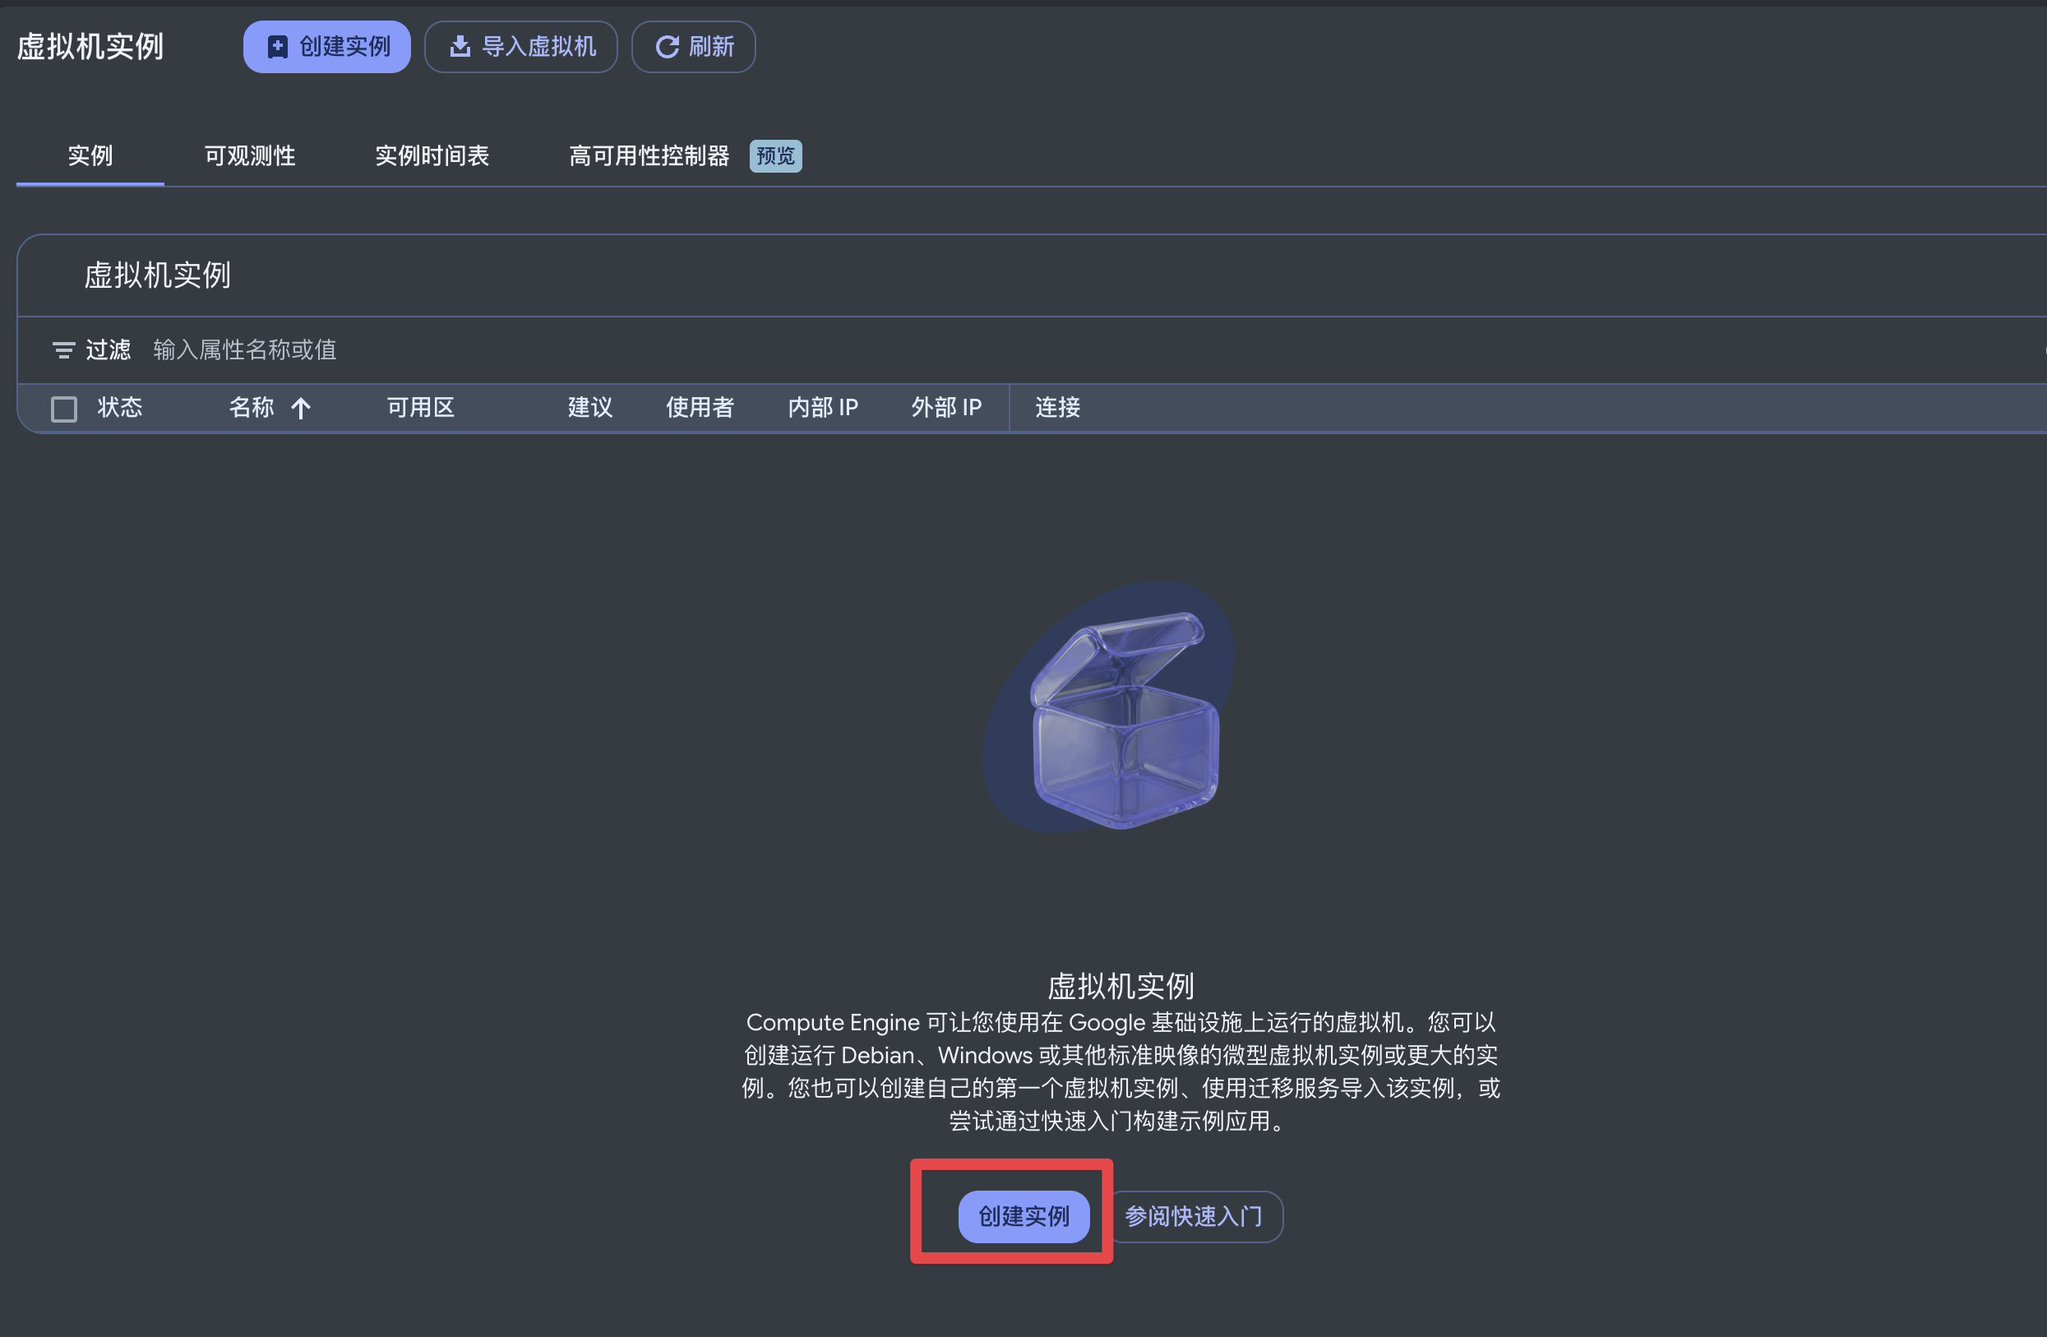 虚拟机实例
创建实例
导入虚拟机
刷新
实例
可观测性
实例时间表
高可用性控制器
预览
虚拟机实例
过滤 输入属性名称或值
状态 名称 可用区 建议 使用者 内部 IP 外部 IP 连接
虚拟机实例
Compute Engine 可让您使用在 Google 基础设施上运行的虚拟机。您可以
创建运行 Debian、Windows 或其他标准映像的微型虚拟机实例或更大的实
例。您也可以创建自己的第一个虚拟机实例、使用迁移服务导入该实例，或
尝试通过快速入门构建示例应用。
创建实例
参阅快速入门